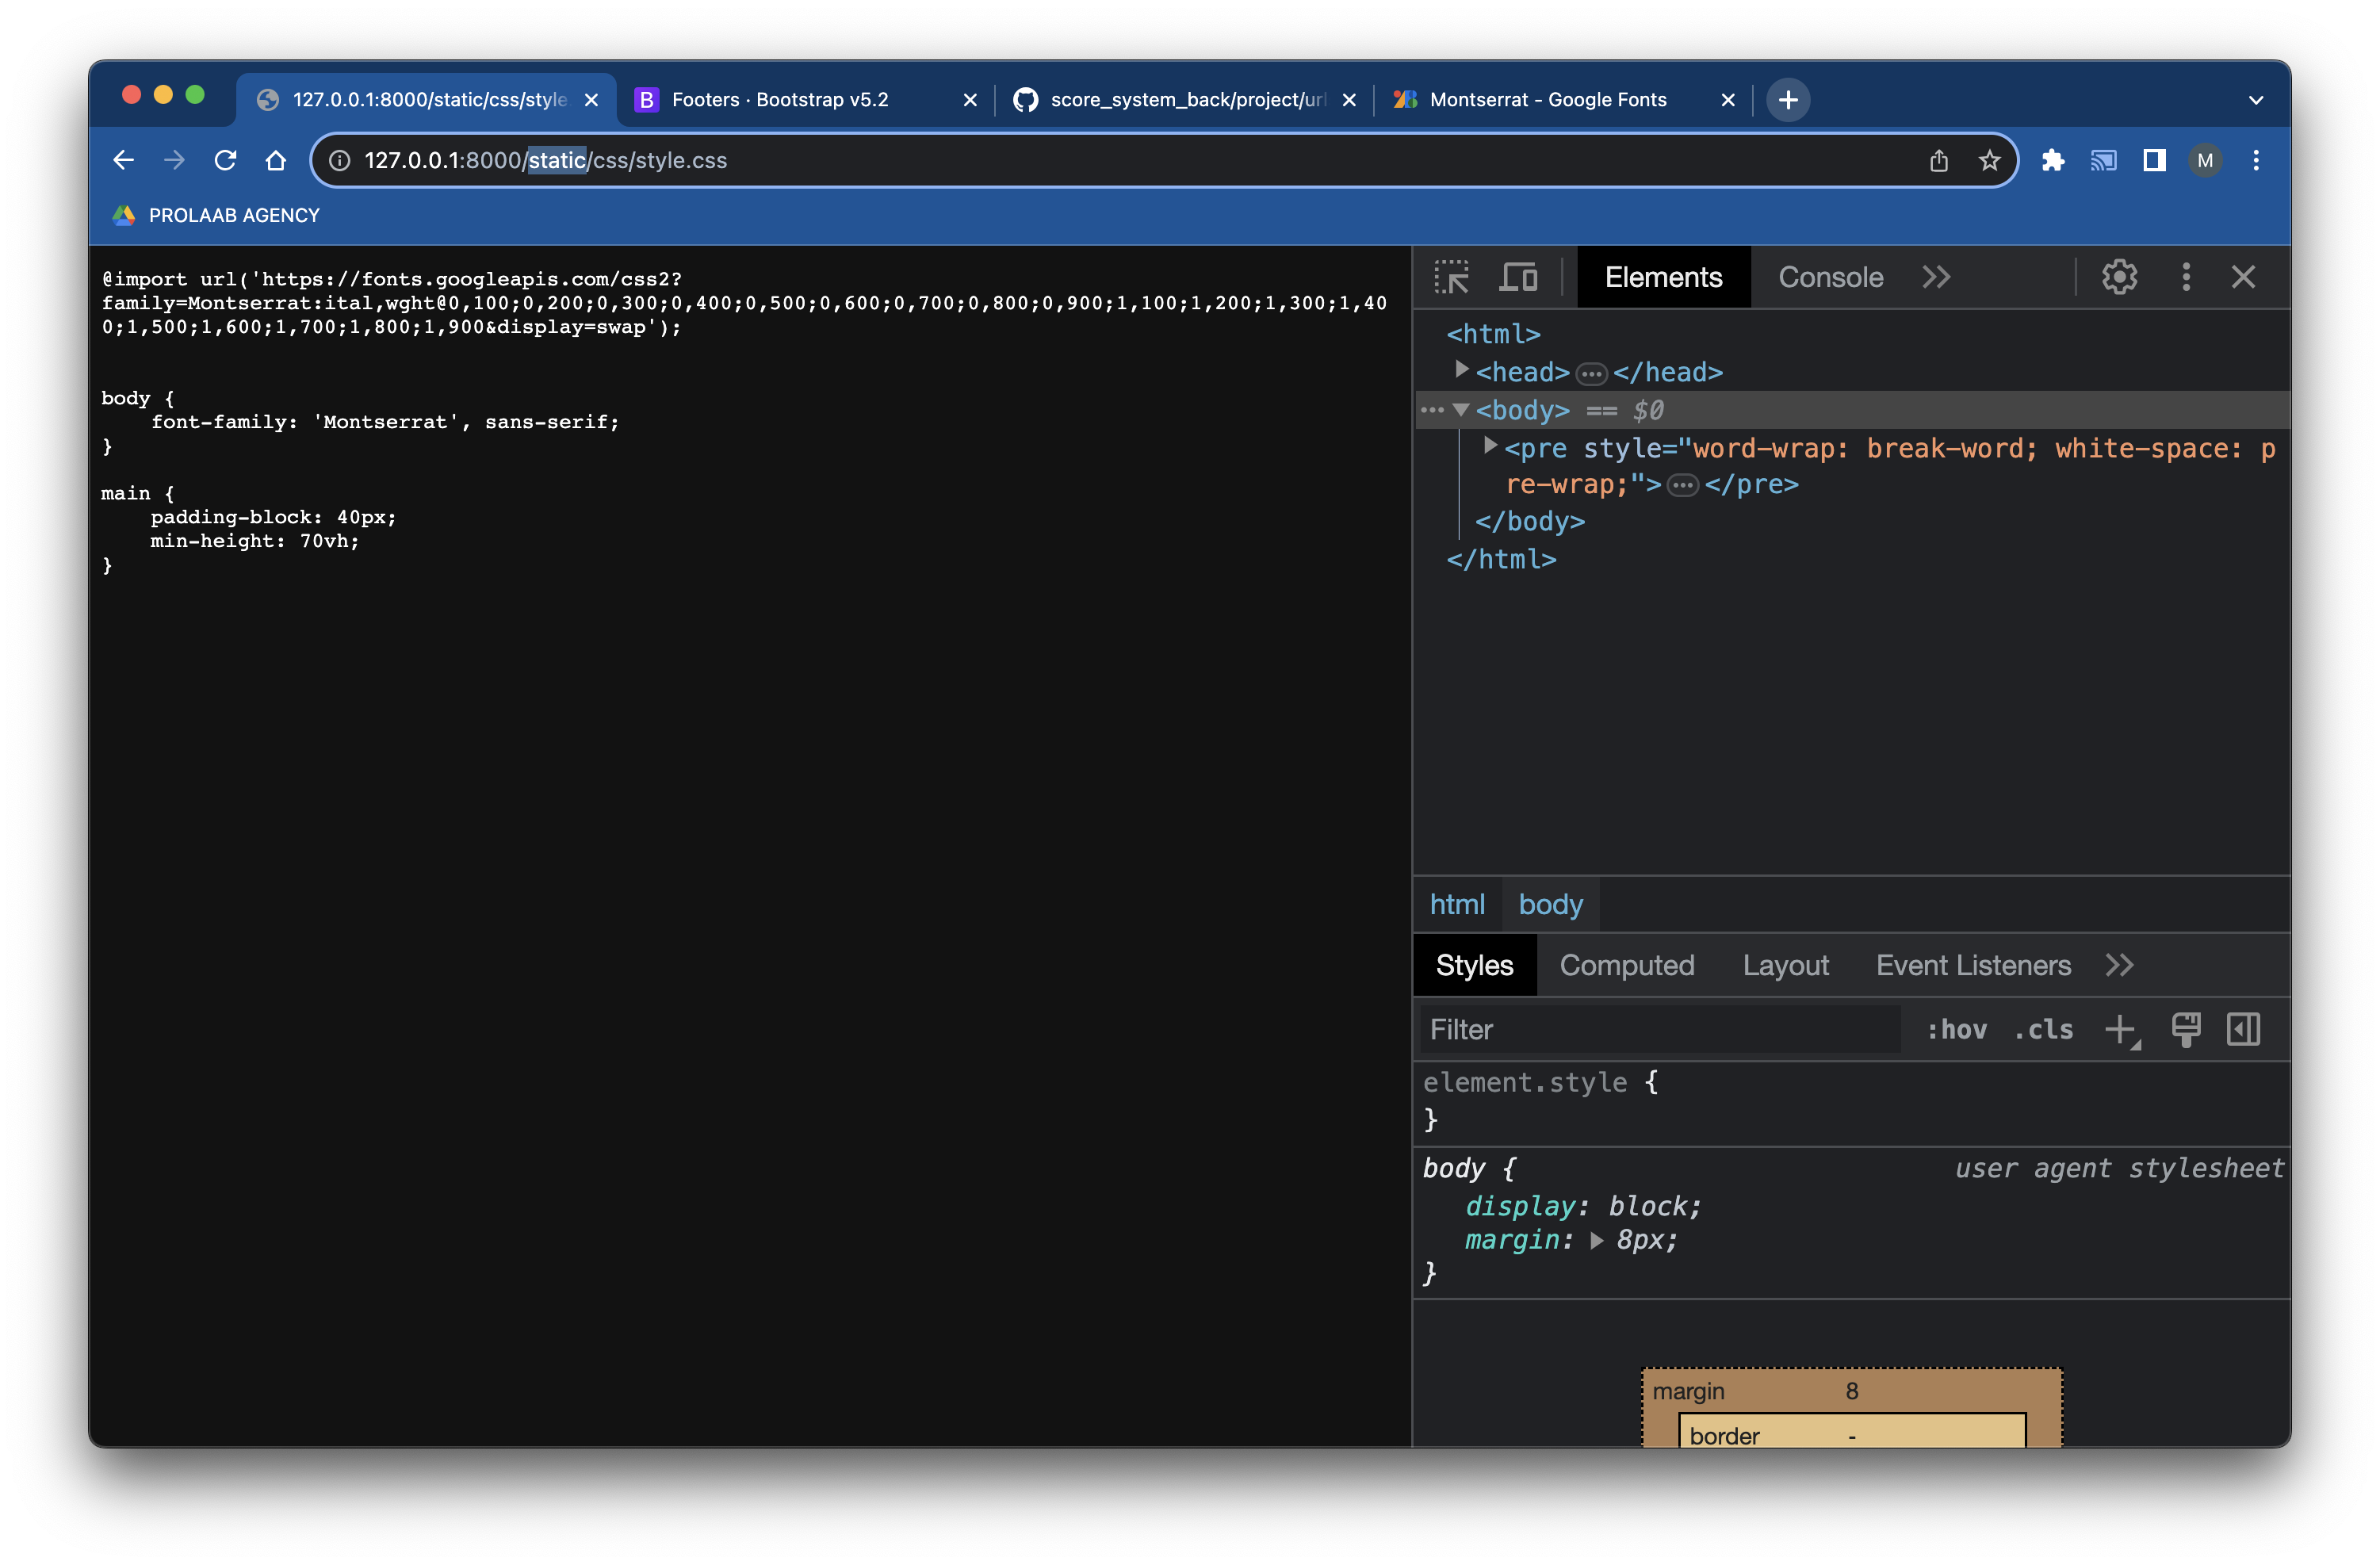 127.0.0.1:8000/static/css/style
Footers · Bootstrap v5.2
score_system_back/project/url
Montserrat - Google Fonts
127.0.0.1:8000/static/css/style.css
M
PROLAAB AGENCY
@import url('https://fonts.googleapis.com/css2?
family=Montserrat:ital,wght@0,100;0,200;0,300;0,400;0,500;0,600;0,700;0,800;0,900;1,100;1,200;1,300;1,40
0;1,500;1,600;1,700;1,800;1,900&display=swap');
body {
    font-family: 'Montserrat', sans-serif;
}
main {
    padding-block: 40px;
    min-height: 70vh;
}
Elements
Console
<html>
<head>…</head>
<body> == $0
<pre style="word-wrap: break-word; white-space: p
re-wrap;">…</pre>
</body>
</html>
html body
Styles Computed Layout Event Listeners
Filter :hov .cls
element.style {
}
body { user agent stylesheet
display: block;
margin: 8px;
}
margin 8
border -